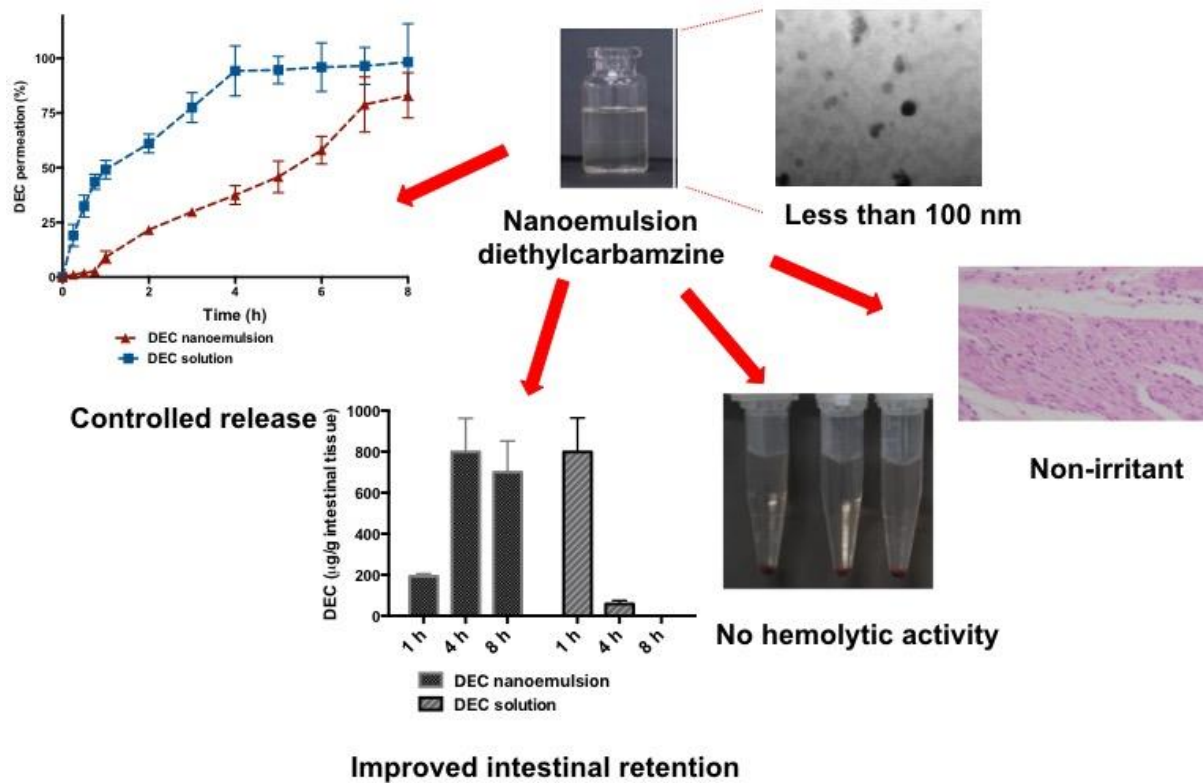 100
75
50
25
0
DEC permeation (%)
0 2 4 6 8
Time (h)
DEC nanoemulsion
DEC solution
Controlled release
Nanoemulsion
diethylcarbamzine
Less than 100 nm
Non-irritant
No hemolytic activity
1000
800
600
400
200
0
DEC (μg/g intestinal tissue)
1 h 4 h 8 h 1 h 4 h 8 h
DEC nanoemulsion
DEC solution
Improved intestinal retention